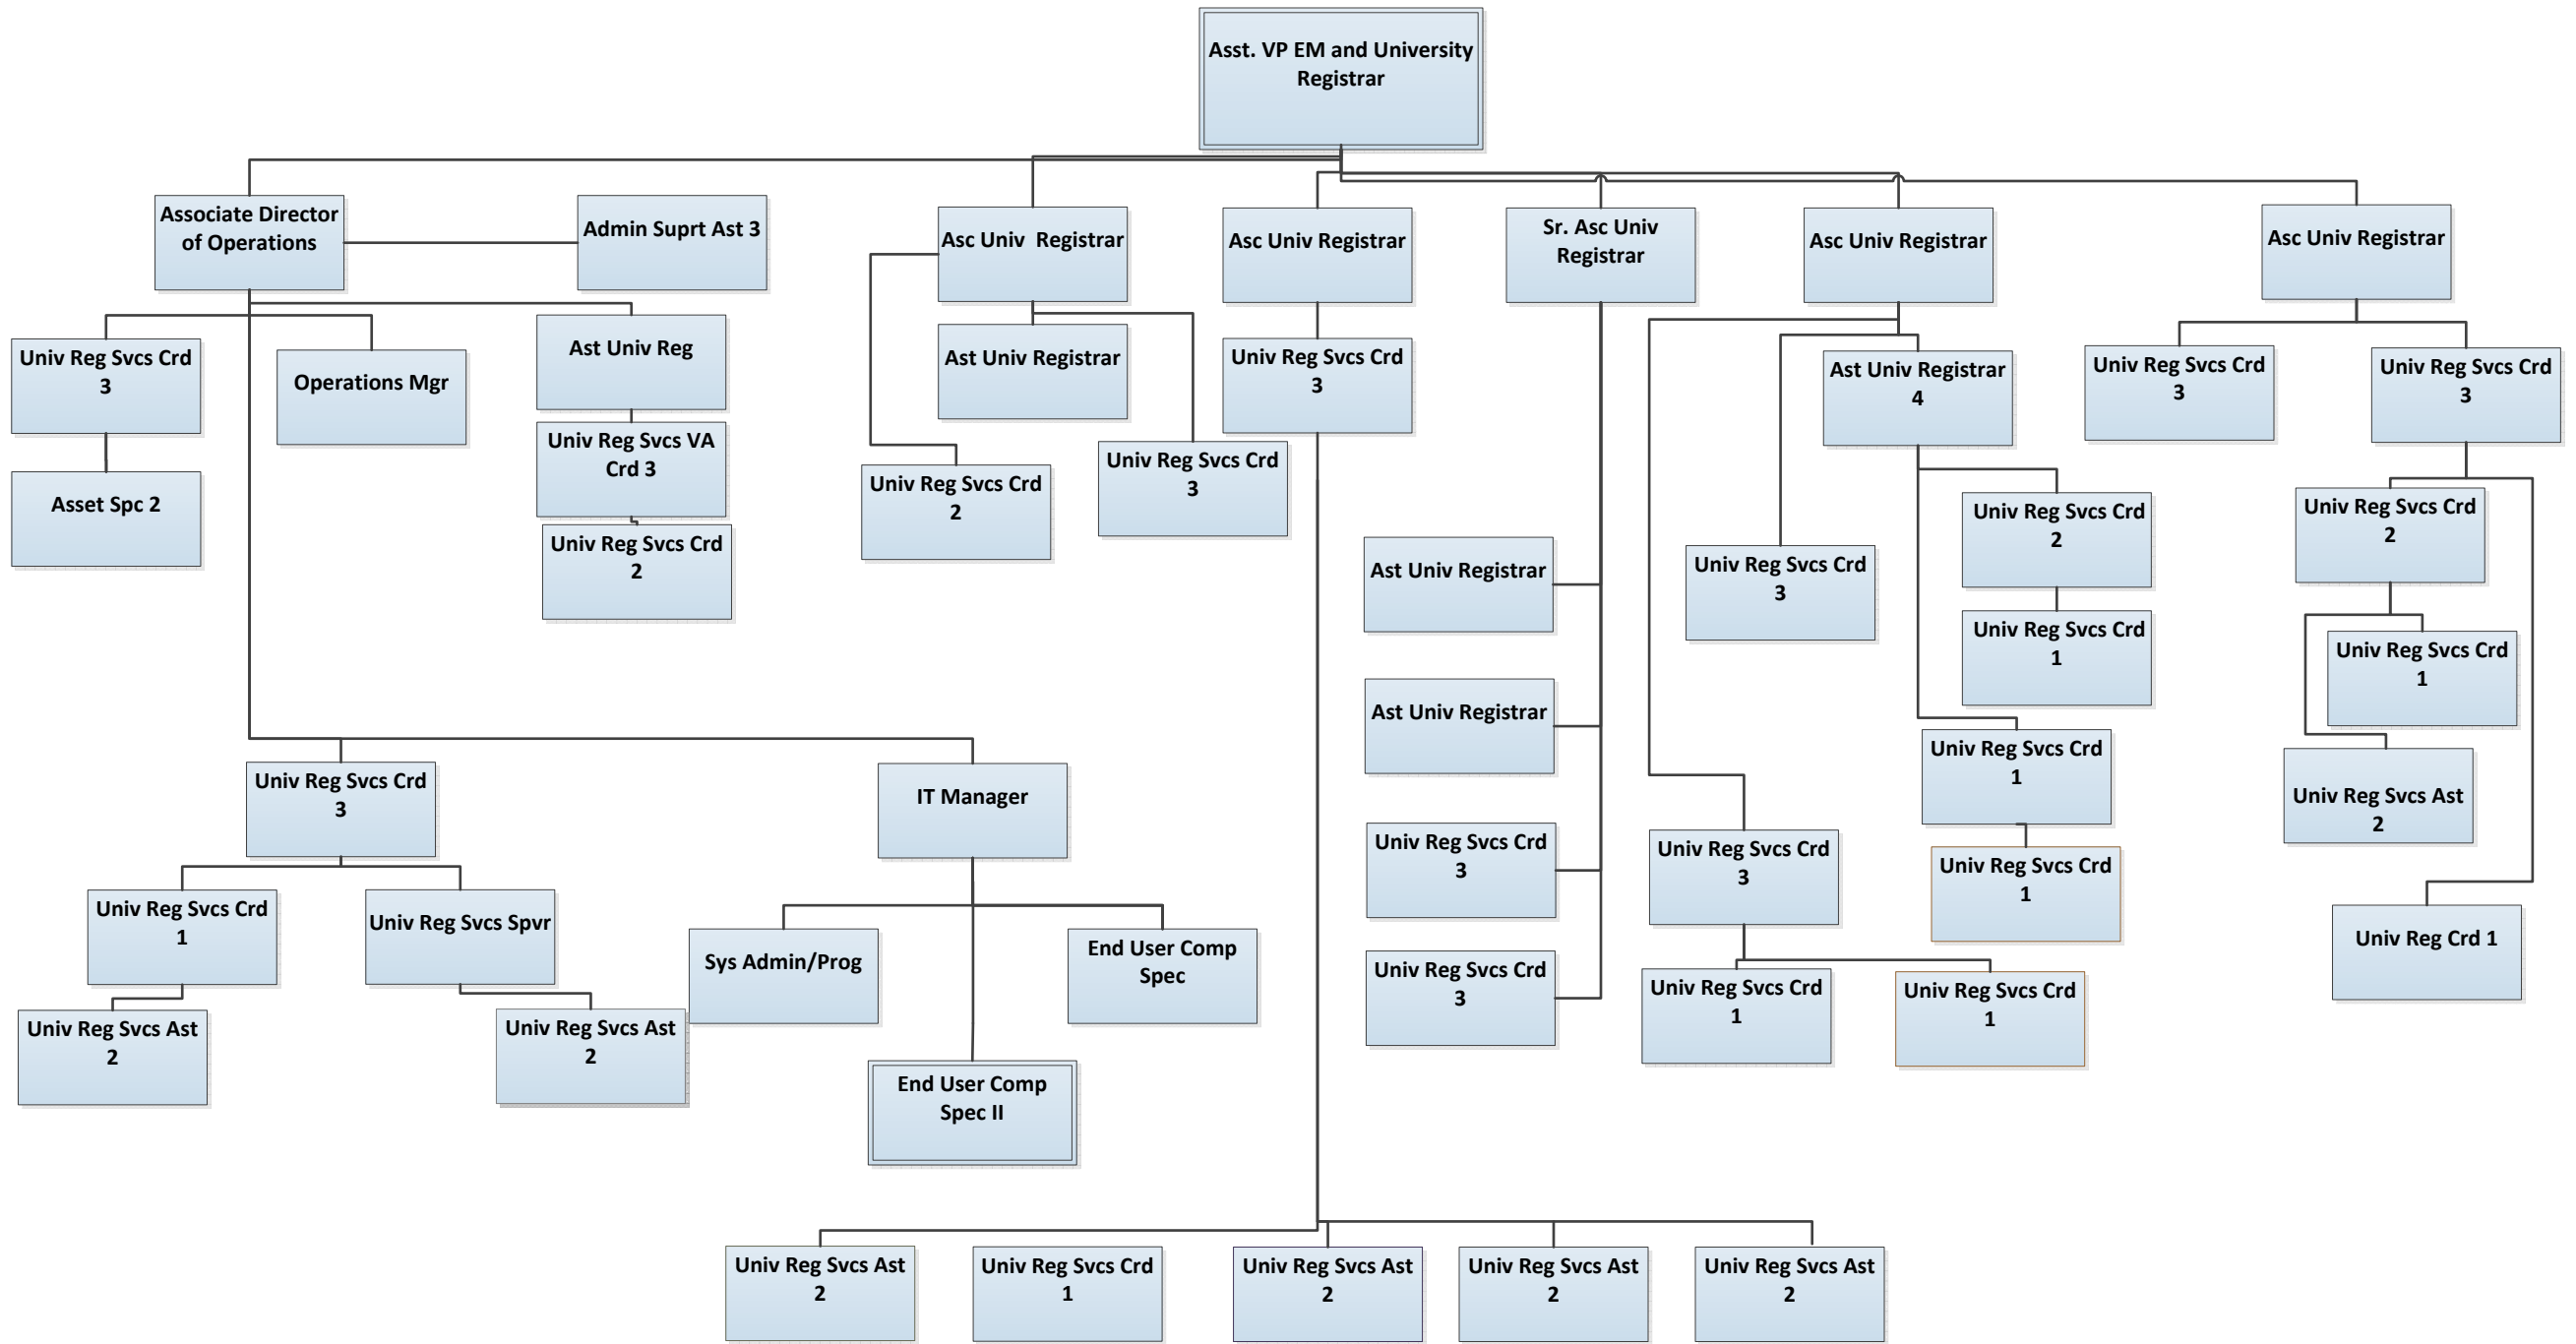 Asst. VP EM and University
Registrar
Associate Director
of Operations
Admin Suprt Ast 3
Asc Univ Registrar
Asc Univ Registrar
Sr. Asc Univ
Registrar
Asc Univ Registrar
Asc Univ Registrar
Univ Reg Svcs Crd
3
Operations Mgr
Ast Univ Reg
Ast Univ Registrar
Univ Reg Svcs Crd
3
Ast Univ Registrar
4
Univ Reg Svcs Crd
3
Univ Reg Svcs Crd
3
Asset Spc 2
Univ Reg Svcs VA
Crd 3
Univ Reg Svcs Crd
2
Univ Reg Svcs Crd
2
Univ Reg Svcs Crd
3
Ast Univ Registrar
Univ Reg Svcs Crd
3
Univ Reg Svcs Crd
2
Univ Reg Svcs Crd
1
Univ Reg Svcs Crd
2
Univ Reg Svcs Crd
1
Ast Univ Registrar
Univ Reg Svcs Crd
1
Univ Reg Svcs Ast
2
Univ Reg Svcs Crd
3
IT Manager
Univ Reg Svcs Crd
3
Univ Reg Svcs Crd
3
Univ Reg Svcs Crd
1
Univ Reg Svcs Crd
1
Univ Reg Svcs Spvr
Sys Admin/Prog
End User Comp
Spec
Univ Reg Svcs Crd
3
Univ Reg Svcs Crd
1
Univ Reg Svcs Crd
1
Univ Reg Crd 1
Univ Reg Svcs Ast
2
Univ Reg Svcs Ast
2
End User Comp
Spec II
Univ Reg Svcs Ast
2
Univ Reg Svcs Crd
1
Univ Reg Svcs Ast
2
Univ Reg Svcs Ast
2
Univ Reg Svcs Ast
2